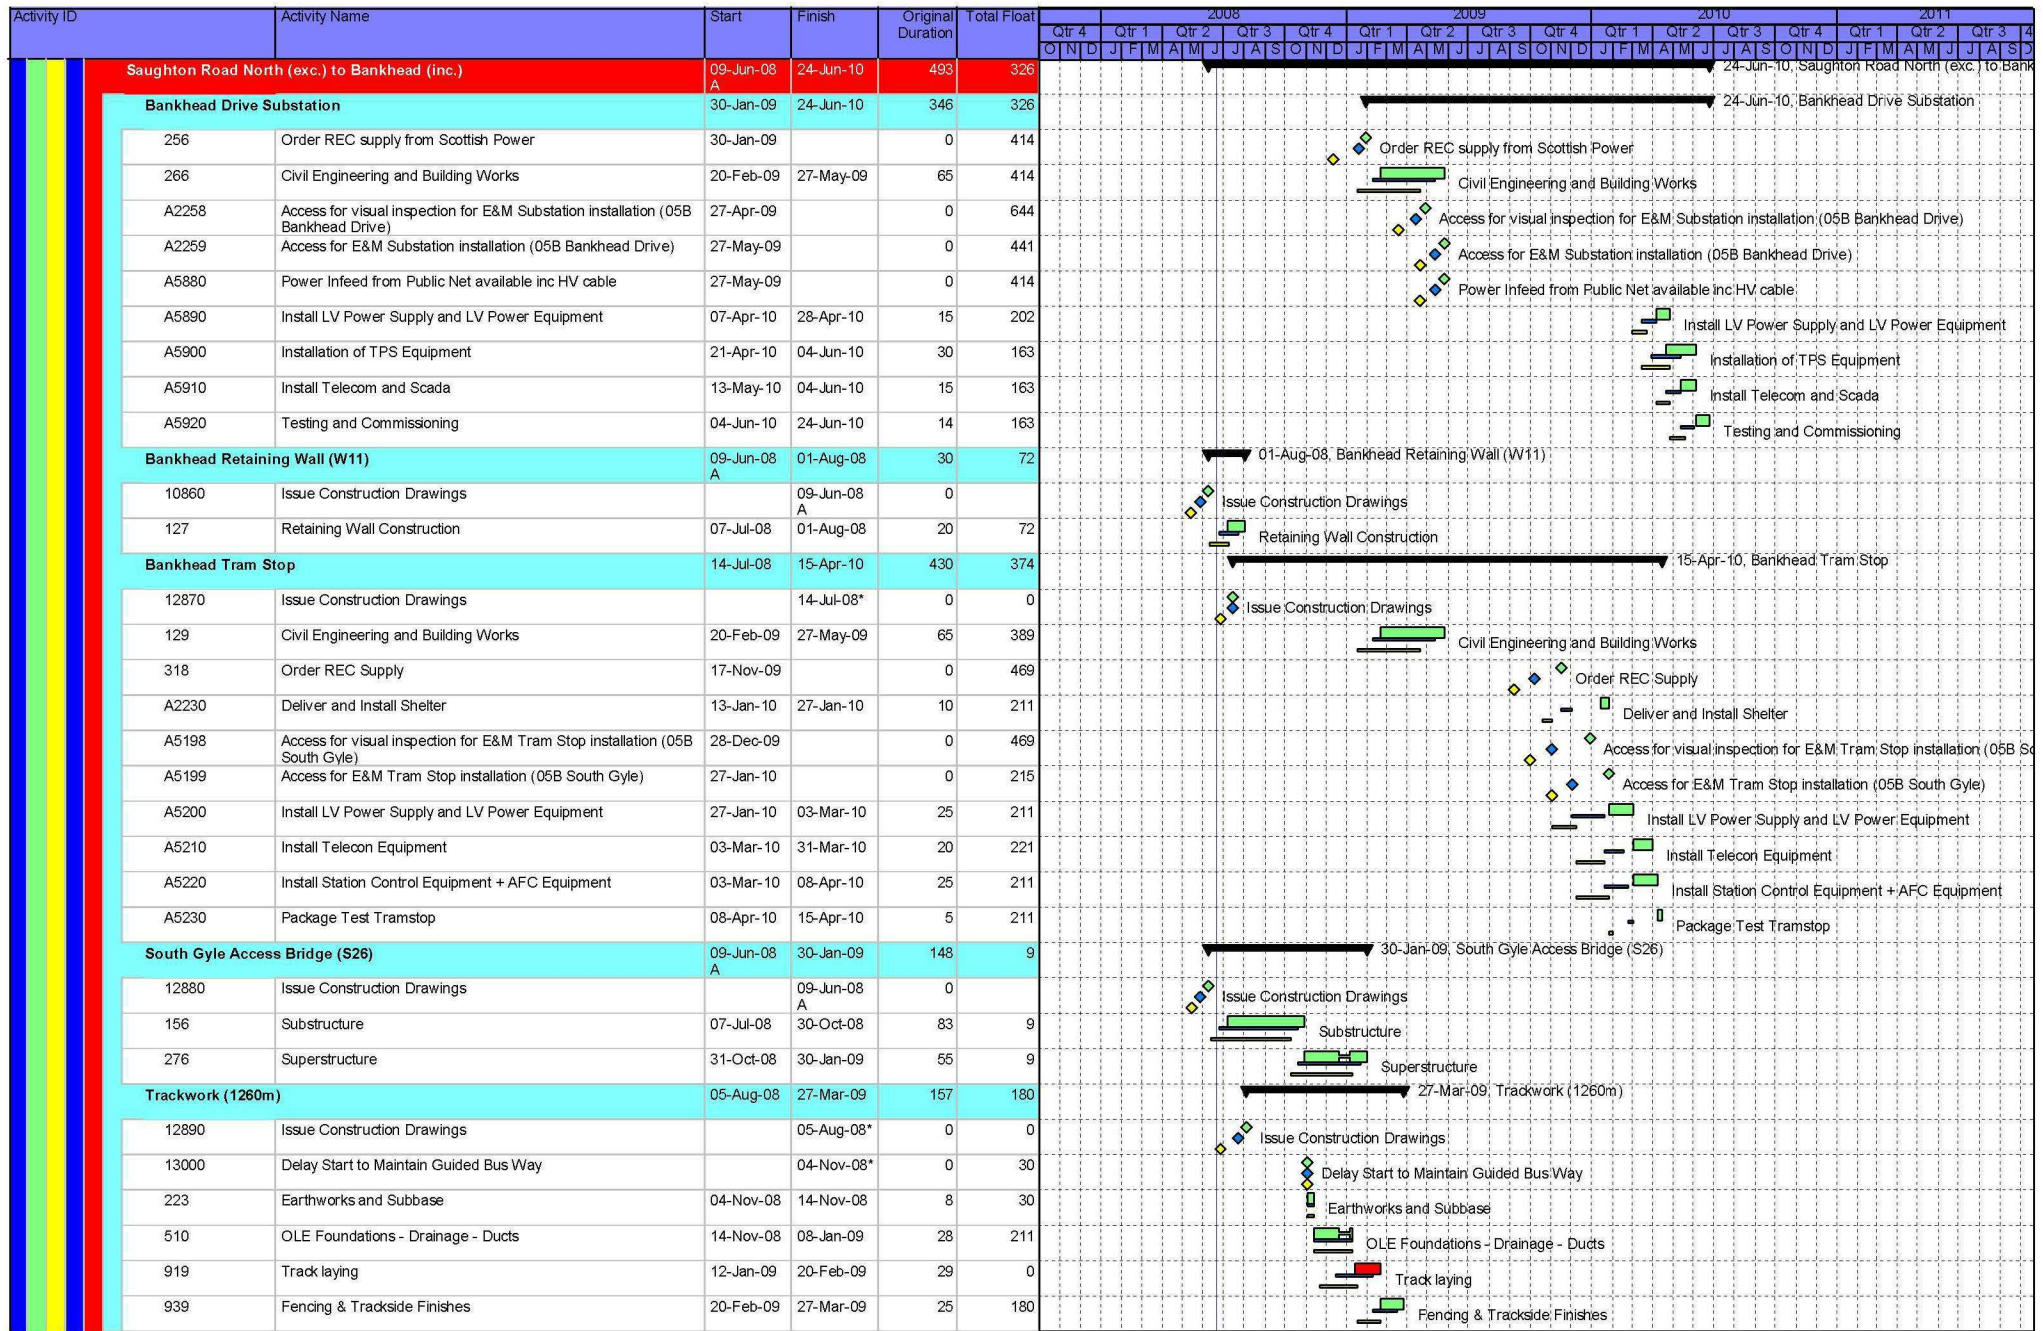 Activity ID Activity Name Start Finish Original Total Float 2008 2009 2010 2011
Duration Qtr 4 Qtr 1 Qtr 2 Qtr 3 Qtr 4 Qtr 1 Qtr 2 Qtr 3 Qtr 4 Qtr 1 Qtr 2 Qtr 3 Qtr 4 Qtr 1 Qtr 2 Qtr 3 4
O N D J F M A M J J A S O N D J F M A M J J A S O N D J F M A M J J A S O N D J F M A M J J A S O
Saughton Road North (exc.) to Bankhead (inc.) 09-Jun-08 24-Jun-10 493 326 24-Jun-10, Saughton Road North (exc.) to Bank
A
Bankhead Drive Substation 30-Jan-09 24-Jun-10 346 326 24-Jun-10, Bankhead Drive Substation
256 Order REC supply from Scottish Power 30-Jan-09 0 414 Order REC supply from Scottish Power
266 Civil Engineering and Building Works 20-Feb-09 27-May-09 65 414 Civil Engineering and Building Works
A2258 Access for visual inspection for E&M Substation installation (05B 27-Apr-09 0 644 Access for visual inspection for E&M Substation installation (05B Bankhead Drive)
Bankhead Drive)
A2259 Access for E&M Substation installation (05B Bankhead Drive) 27-May-09 0 441 Access for E&M Substation installation (05B Bankhead Drive)
A5880 Power Infeed from Public Net available inc HV cable 27-May-09 0 414 Power Infeed from Public Net available inc HV cable
A5890 Install LV Power Supply and LV Power Equipment 07-Apr-10 28-Apr-10 15 202 Install LV Power Supply and LV Power Equipment
A5900 Installation of TPS Equipment 21-Apr-10 04-Jun-10 30 163 Installation of TPS Equipment
A5910 Install Telecom and Scada 13-May-10 04-Jun-10 15 163 Install Telecom and Scada
A5920 Testing and Commissioning 04-Jun-10 24-Jun-10 14 163 Testing and Commissioning
Bankhead Retaining Wall (W11) 09-Jun-08 01-Aug-08 30 72 01-Aug-08, Bankhead Retaining Wall (W11)
A
10860 Issue Construction Drawings 09-Jun-08 0 Issue Construction Drawings
A
127 Retaining Wall Construction 07-Jul-08 01-Aug-08 20 72 Retaining Wall Construction
Bankhead Tram Stop 14-Jul-08 15-Apr-10 430 374 15-Apr-10, Bankhead Tram Stop
12870 Issue Construction Drawings 14-Jul-08* 0 0 Issue Construction Drawings
129 Civil Engineering and Building Works 20-Feb-09 27-May-09 65 389 Civil Engineering and Building Works
318 Order REC Supply 17-Nov-09 0 469 Order REC Supply
A2230 Deliver and Install Shelter 13-Jan-10 27-Jan-10 10 211 Deliver and Install Shelter
A5198 Access for visual inspection for E&M Tram Stop installation (05B 28-Dec-09 0 469 Access for visual inspection for E&M Tram Stop installation (05B So
South Gyle)
A5199 Access for E&M Tram Stop installation (05B South Gyle) 27-Jan-10 0 215 Access for E&M Tram Stop installation (05B South Gyle)
A5200 Install LV Power Supply and LV Power Equipment 27-Jan-10 03-Mar-10 25 211 Install LV Power Supply and LV Power Equipment
A5210 Install Telecon Equipment 03-Mar-10 31-Mar-10 20 221 Install Telecon Equipment
A5220 Install Station Control Equipment + AFC Equipment 03-Mar-10 08-Apr-10 25 211 Install Station Control Equipment + AFC Equipment
A5230 Package Test Tramstop 08-Apr-10 15-Apr-10 5 211 Package Test Tramstop
South Gyle Access Bridge (S26) 09-Jun-08 30-Jan-09 148 9 30-Jan-09, South Gyle Access Bridge (S26)
A
12880 Issue Construction Drawings 09-Jun-08 0 Issue Construction Drawings
A
156 Substructure 07-Jul-08 30-Oct-08 83 9 Substructure
276 Superstructure 31-Oct-08 30-Jan-09 55 9 Superstructure
Trackwork (1260m) 05-Aug-08 27-Mar-09 157 180 27-Mar-09, Trackwork (1260m)
12890 Issue Construction Drawings 05-Aug-08* 0 0 Issue Construction Drawings
13000 Delay Start to Maintain Guided Bus Way 04-Nov-08* 0 30 Delay Start to Maintain Guided Bus Way
223 Earthworks and Subbase 04-Nov-08 14-Nov-08 8 30 Earthworks and Subbase
510 OLE Foundations - Drainage - Ducts 14-Nov-08 08-Jan-09 28 211 OLE Foundations - Drainage - Ducts
919 Track laying 12-Jan-09 20-Feb-09 29 0 Track laying
939 Fencing & Trackside Finishes 20-Feb-09 27-Mar-09 25 180 Fencing & Trackside Finishes